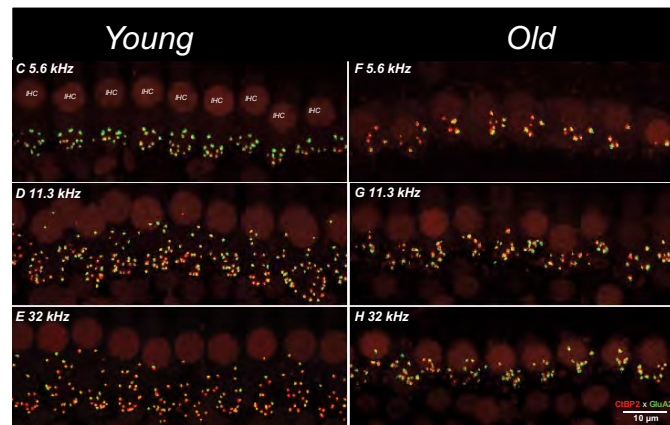 Young
Old
C 5.6 kHz
F 5.6 kHz
IHC IHC IHC IHC IHC IHC IHC IHC IHC
D 11.3 kHz
G 11.3 kHz
E 32 kHz
H 32 kHz
CtBP2 x GluA2
10 µm